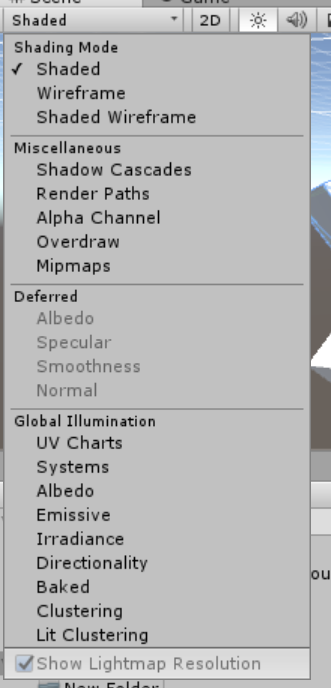 Scene
Game
Shaded
2D
Shading Mode
Shaded
Wireframe
Shaded Wireframe
Miscellaneous
Shadow Cascades
Render Paths
Alpha Channel
Overdraw
Mipmaps
Deferred
Albedo
Specular
Smoothness
Normal
Global Illumination
UV Charts
Systems
Albedo
Emissive
Irradiance
Directionality
ou
Baked
Clustering
Lit Clustering
Show Lightmap Resolution
New Folder